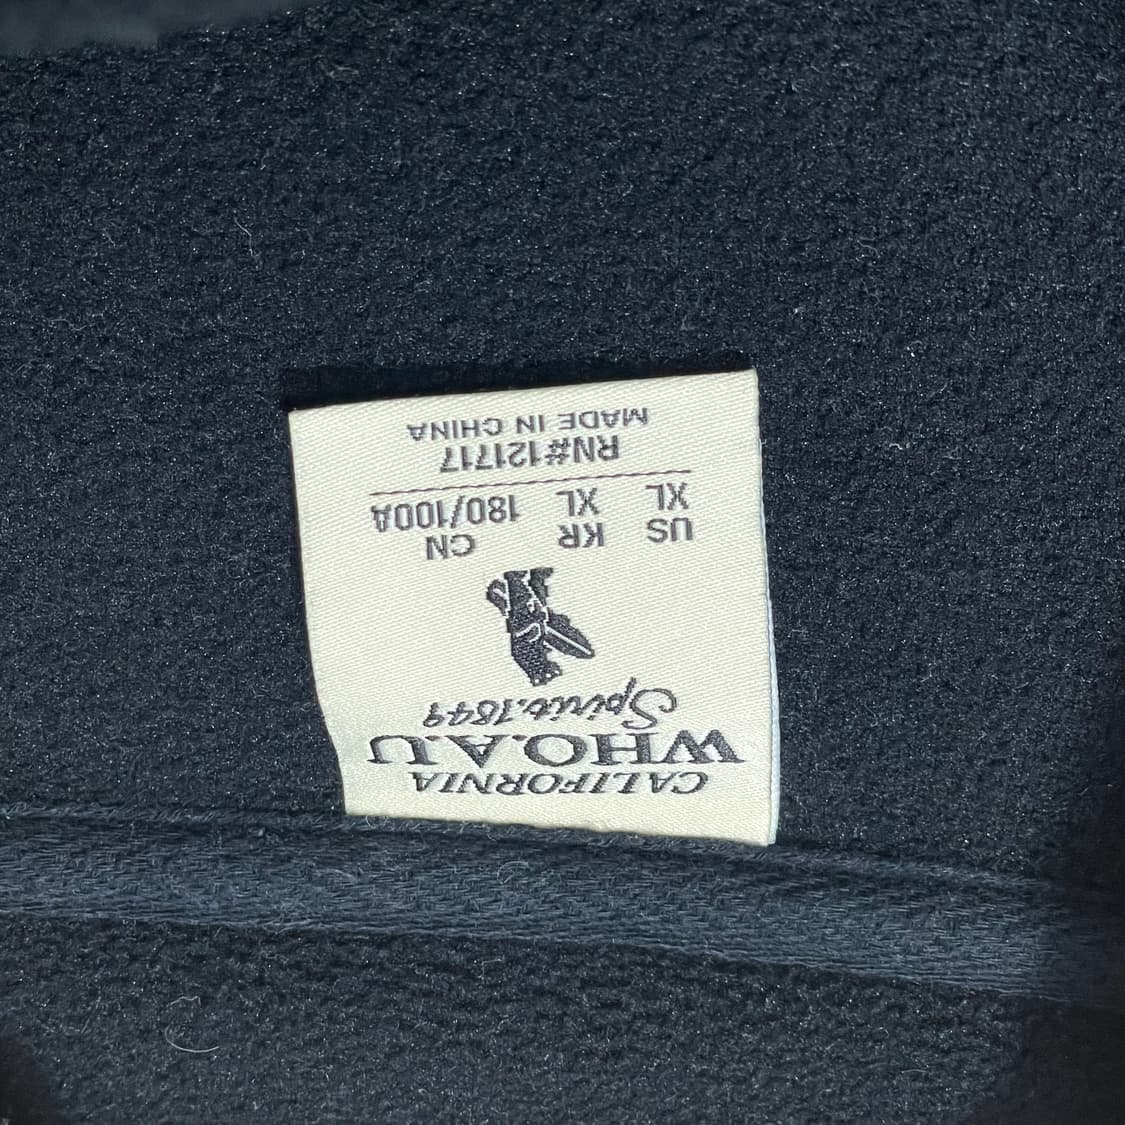 CALIFORNIA
WHO.A.U
Spirit.1849
US KR CN
XL XL 180/100A
RN#121717
MADE IN CHINA